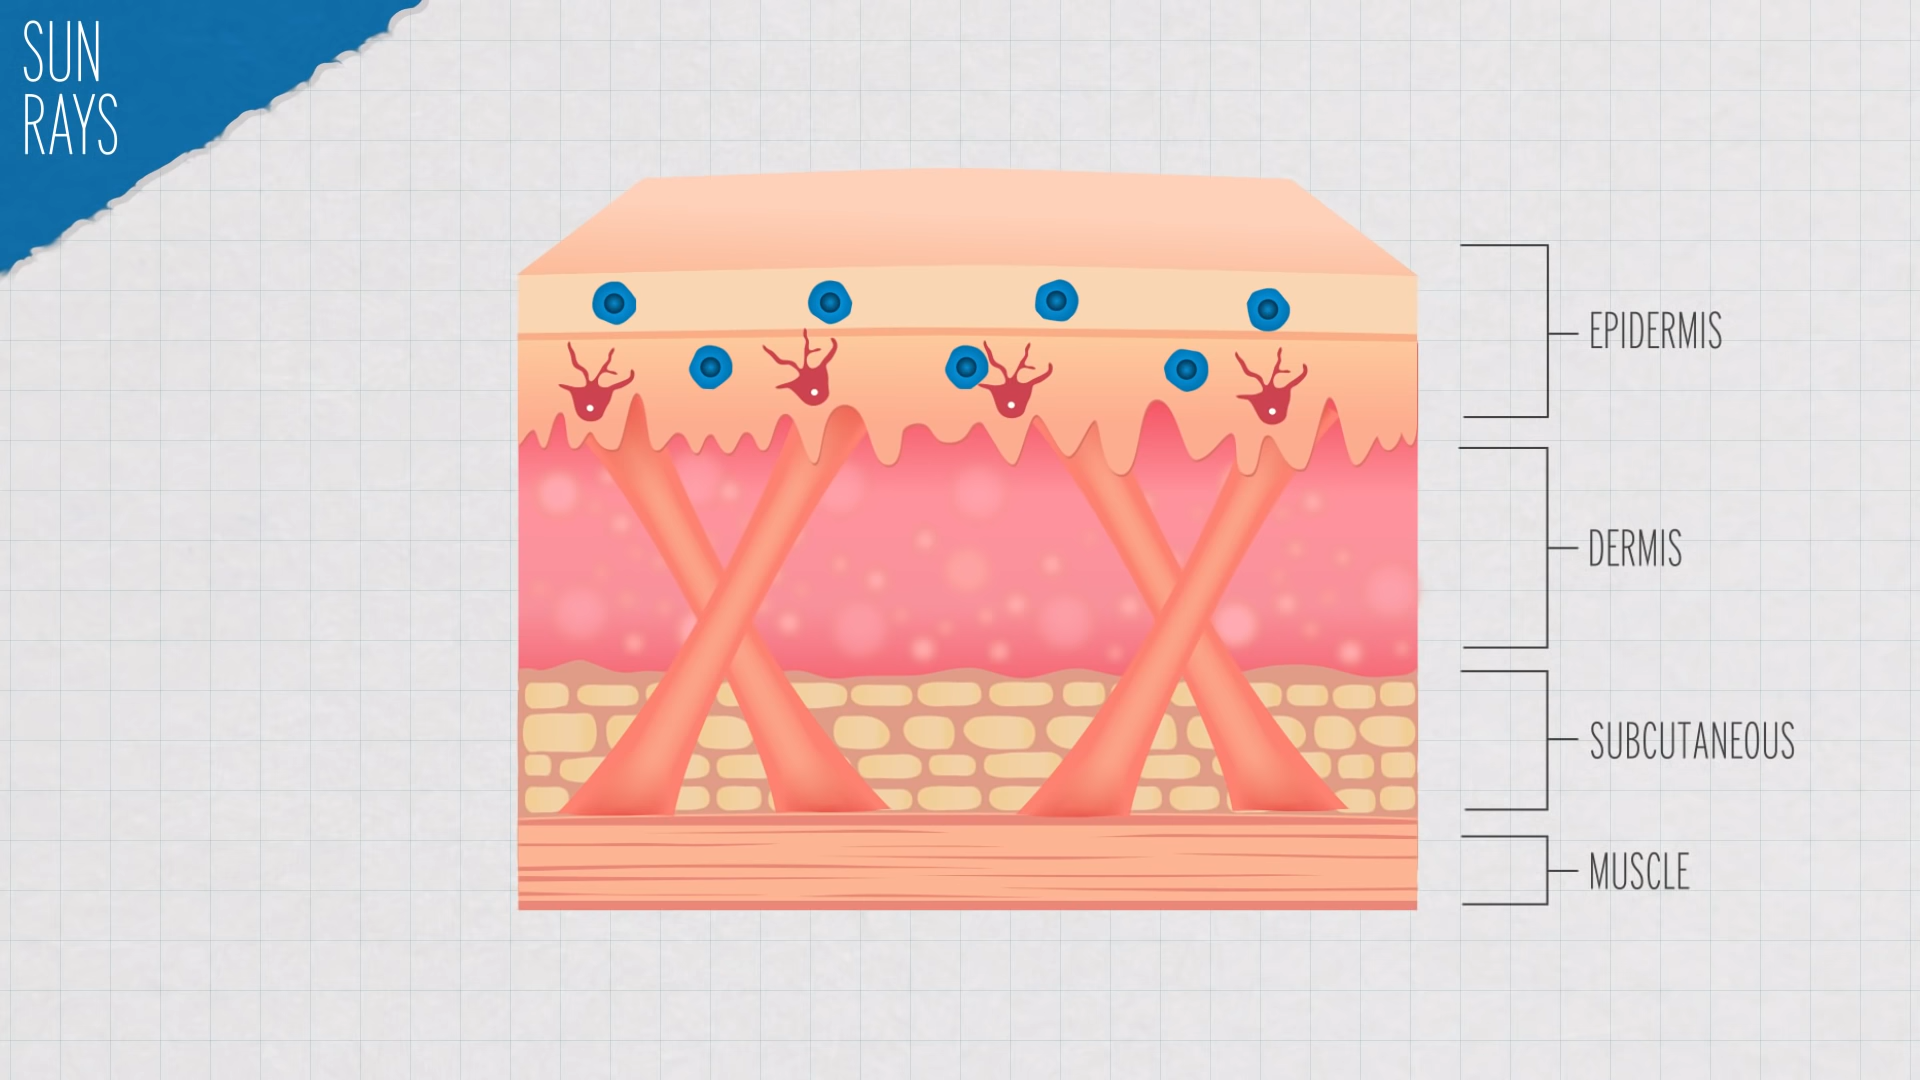 SUN
RAYS
EPIDERMIS
DERMIS
SUBCUTANEOUS
MUSCLE